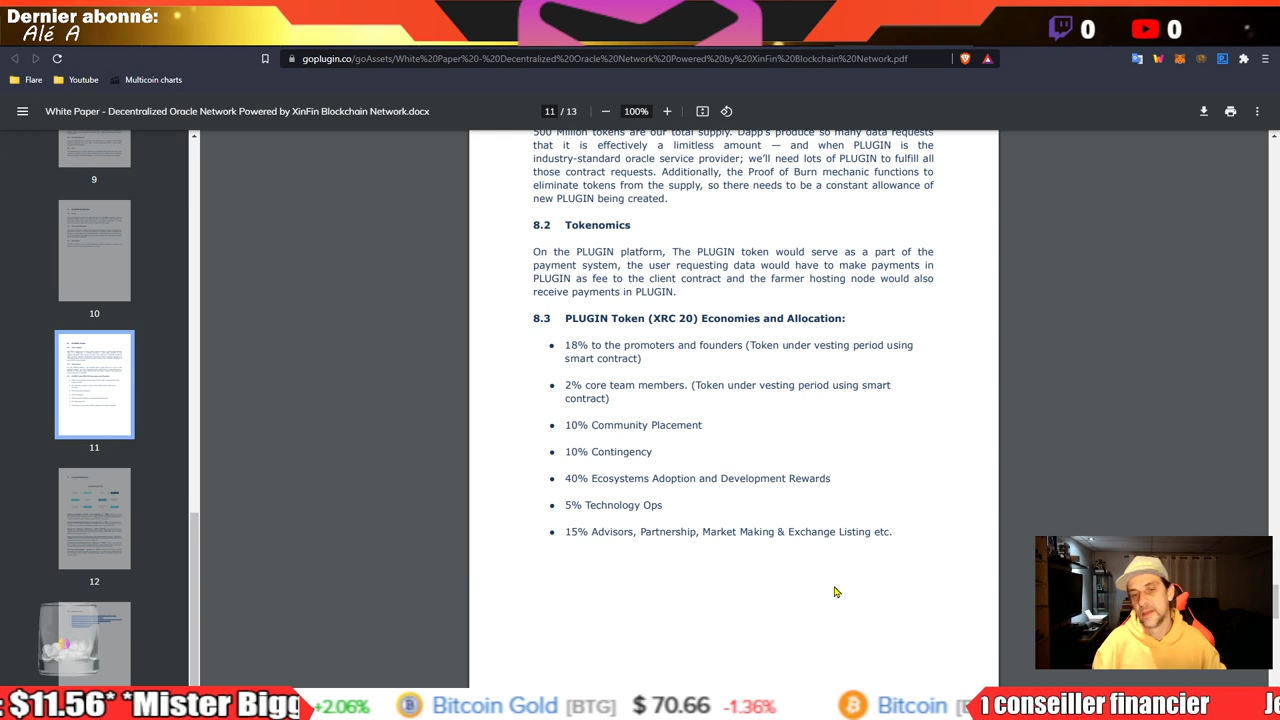 Dernier abonné:
Alé A
0
0
goplugin.co/goAssets/White%20Paper%20-%20Decentralized%20Oracle%20Network%20Powered%20by%20XinFin%20Blockchain%20Network.pdf
Flare
Youtube
Multicoin charts
White Paper - Decentralized Oracle Network Powered by XinFin Blockchain Network.docx
11 / 13
100%
500 Million tokens are our total supply. Dapp's produce so many data requests
that it is effectively a limitless amount — and when PLUGIN is the
industry-standard oracle service provider; we'll need lots of PLUGIN to fulfill all
those contract requests. Additionally, the Proof of Burn mechanic functions to
eliminate tokens from the supply, so there needs to be a constant allowance of
new PLUGIN being created.
8.2 Tokenomics
On the PLUGIN platform, The PLUGIN token would serve as a part of the
payment system, the user requesting data would have to make payments in
PLUGIN as fee to the client contract and the farmer hosting node would also
receive payments in PLUGIN.
8.3 PLUGIN Token (XRC 20) Economies and Allocation:
• 18% to the promoters and founders (Token under vesting period using
smart contract)
• 2% core team members. (Token under vesting period using smart
contract)
• 10% Community Placement
• 10% Contingency
• 40% Ecosystems Adoption and Development Rewards
• 5% Technology Ops
• 15% Advisors, Partnership, Market Making & Exchange Listing etc.
9
10
11
12
: $11.56* *Mister Bigg
+2.06%
Bitcoin Gold [BTG] $ 70.66 -1.36%
Bitcoin
conseiller financier